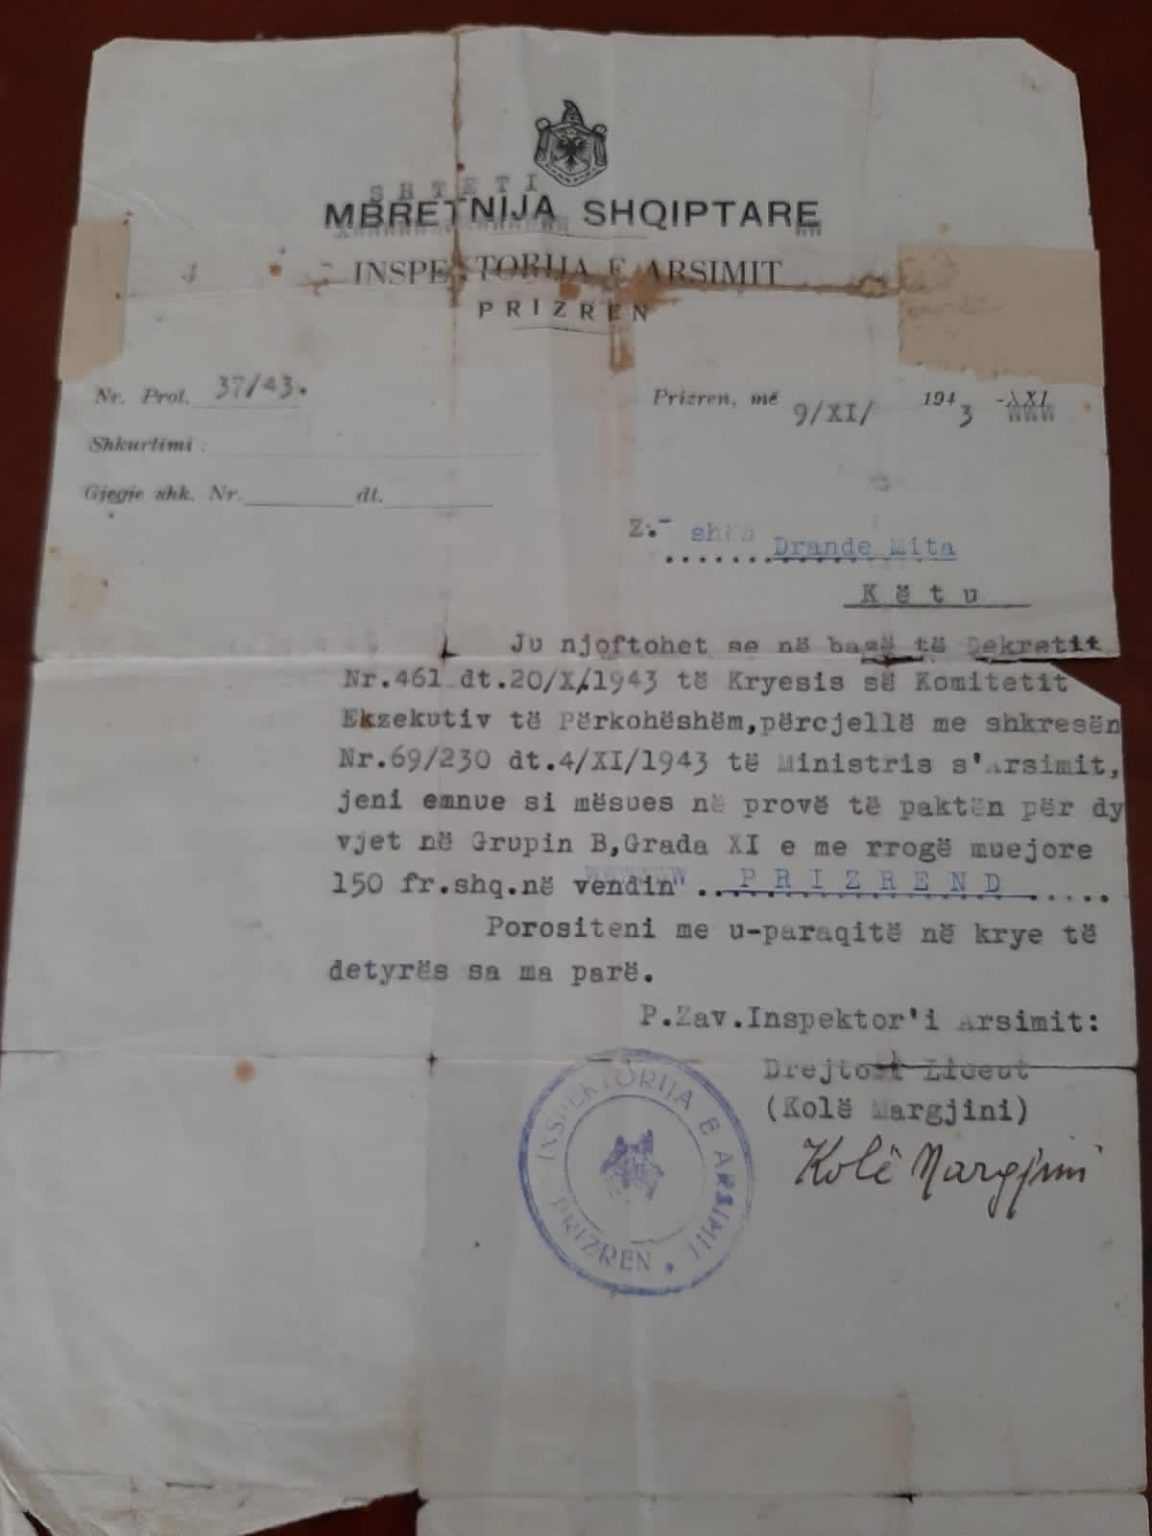 SHTETI
MBRETNIJA SHQIPTARE
INSPEKTORIJA E ARSIMIT
PRIZREN
Nr. Prot. 37/43.
Prizren, më 9/XI/ 1943 -XXI
Shkurtimi :
Gjegje shk. Nr. dt.
Z:- shkë Drande Mita
Këtu
Ju njoftohet se në bazë të Dekretit
Nr.461 dt.20/X/1943 të Kryesis së Komitetit
Ekzekutiv të Përkohëshëm,përcjellë me shkresën
Nr.69/230 dt.4/XI/1943 të Ministris s'Arsimit,
jeni emnue si mësues në provë të paktën për dy
vjet në Grupin B,Grada XI e me rrogë muejore
150 fr.shq.në vendin ..PRIZREND.....
Porositeni me u-paraqitë në krye të
detyrës sa ma parë.
P.Zav.Inspektor'i Arsimit:
Drejtori Liceut
(Kolë Margjini)
Kolë Margjini
INSPEKTORIJA E ARSIMIT • PRIZREN